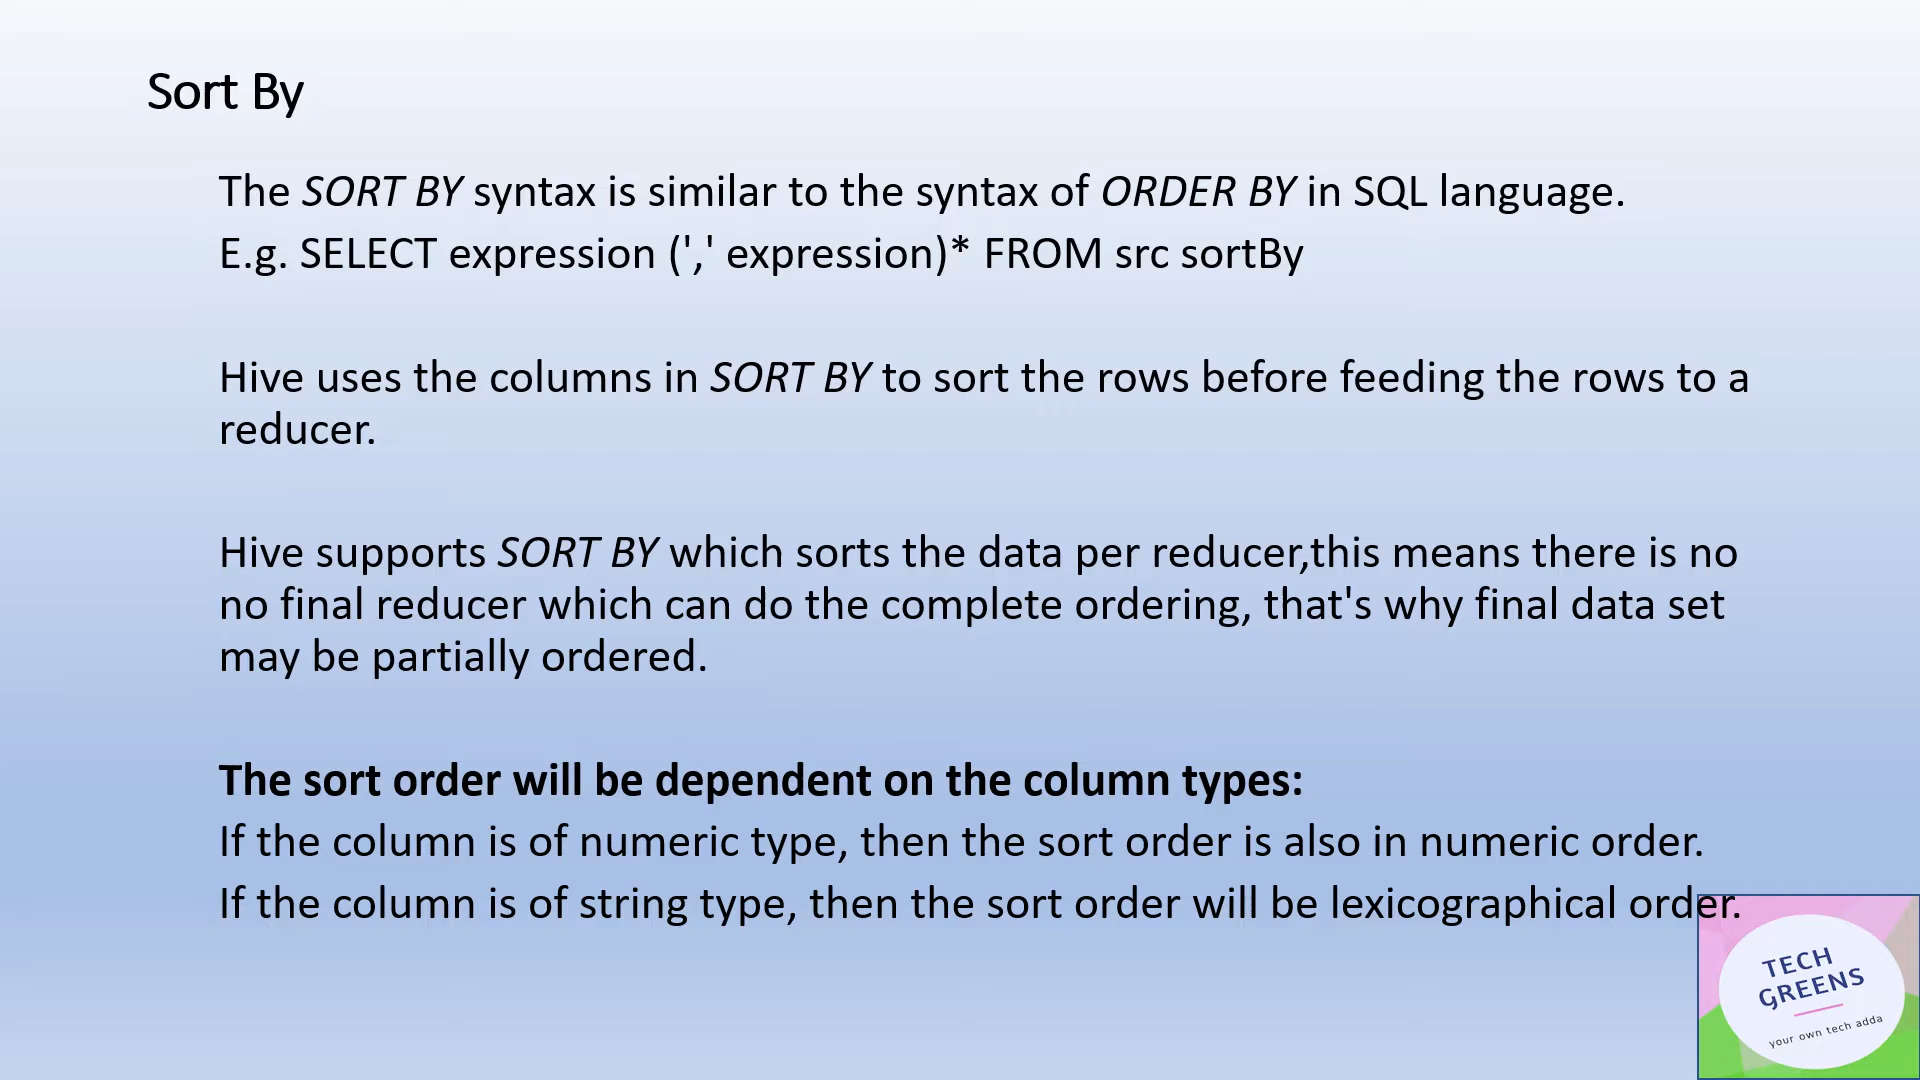 Sort By
The SORT BY syntax is similar to the syntax of ORDER BY in SQL language.
E.g. SELECT expression (',' expression)* FROM src sortBy
Hive uses the columns in SORT BY to sort the rows before feeding the rows to a
reducer.
Hive supports SORT BY which sorts the data per reducer,this means there is no
no final reducer which can do the complete ordering, that's why final data set
may be partially ordered.
The sort order will be dependent on the column types:
If the column is of numeric type, then the sort order is also in numeric order.
If the column is of string type, then the sort order will be lexicographical order.
TECH
GREENS
your own tech adda